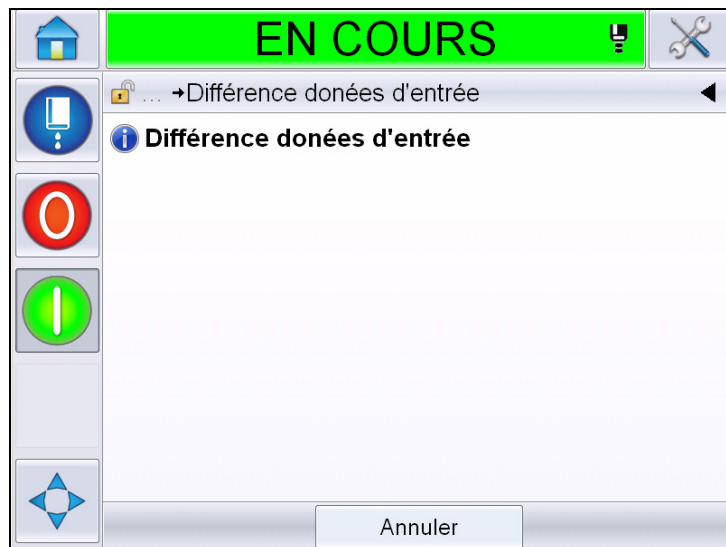 EN COURS
... →Différence donées d'entrée
Différence donées d'entrée
Annuler